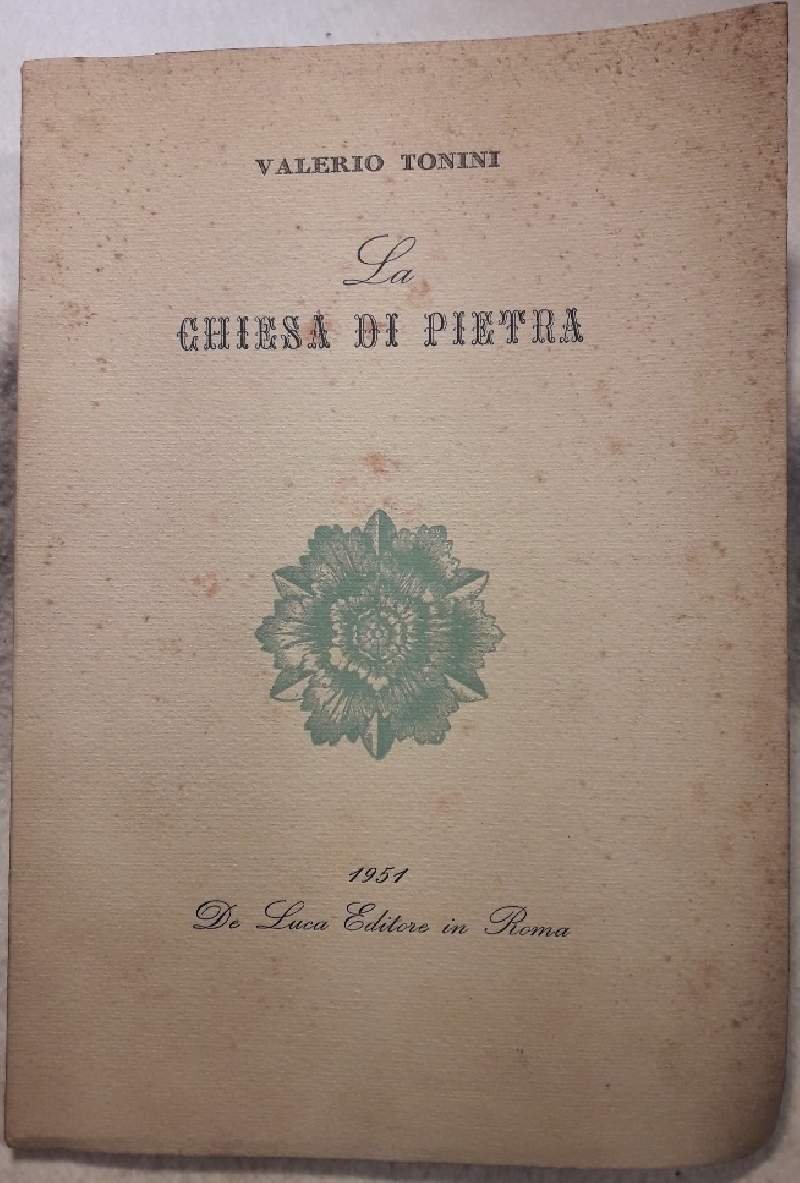 VALERIO TONINI
La
CHIESA DI PIETRA
1951
De Luca Editore in Roma